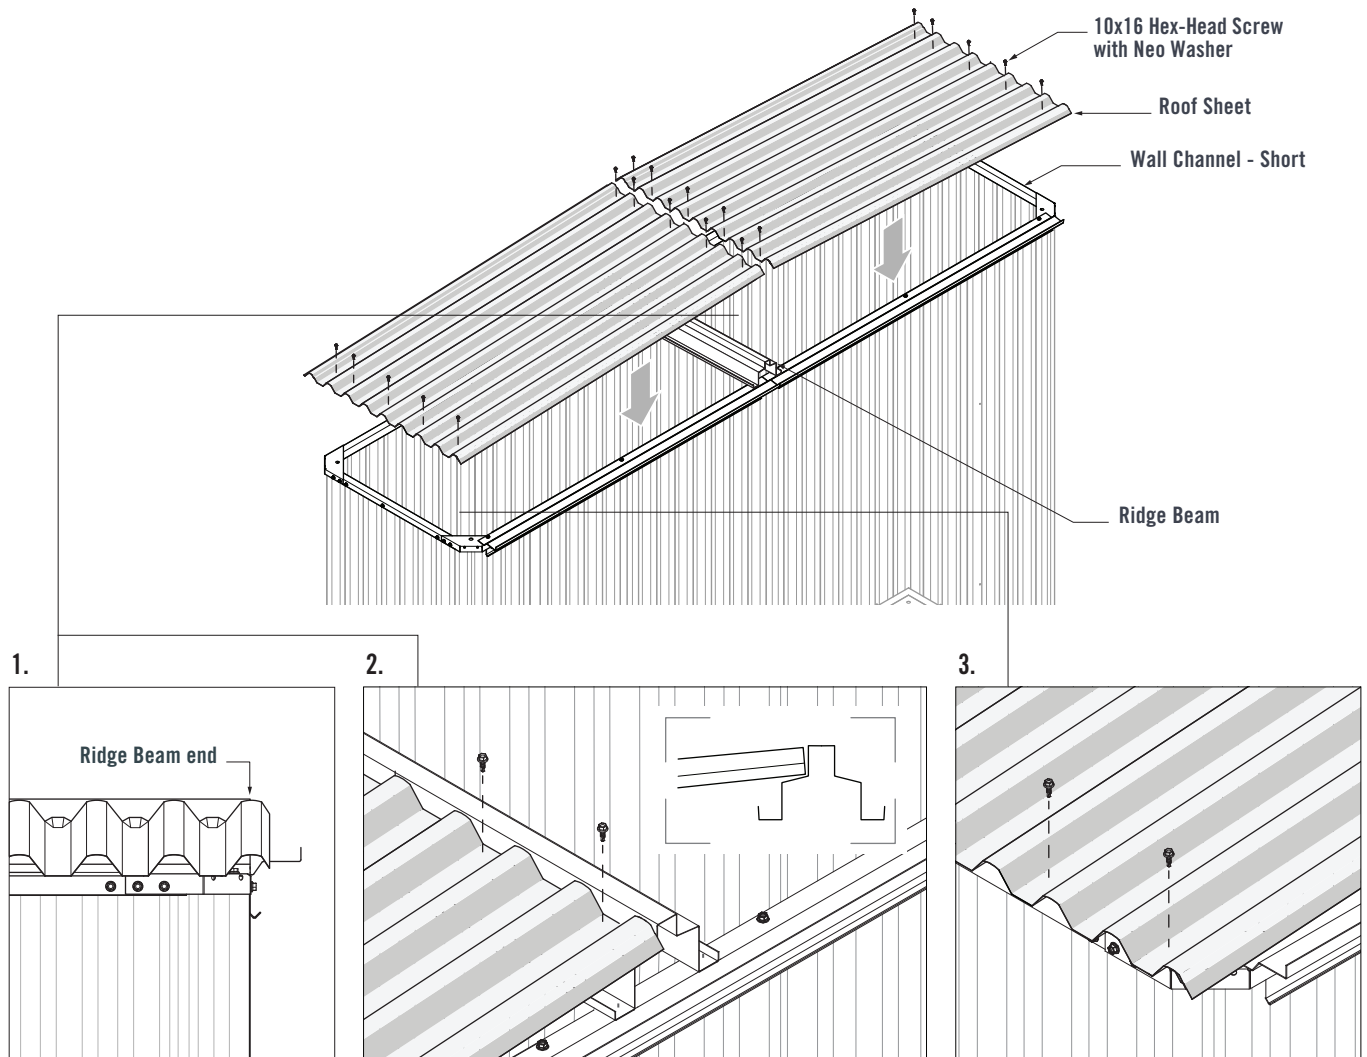 10x16 Hex-Head Screw
with Neo Washer
Roof Sheet
Wall Channel - Short
Ridge Beam
1.
2.
3.
Ridge Beam end